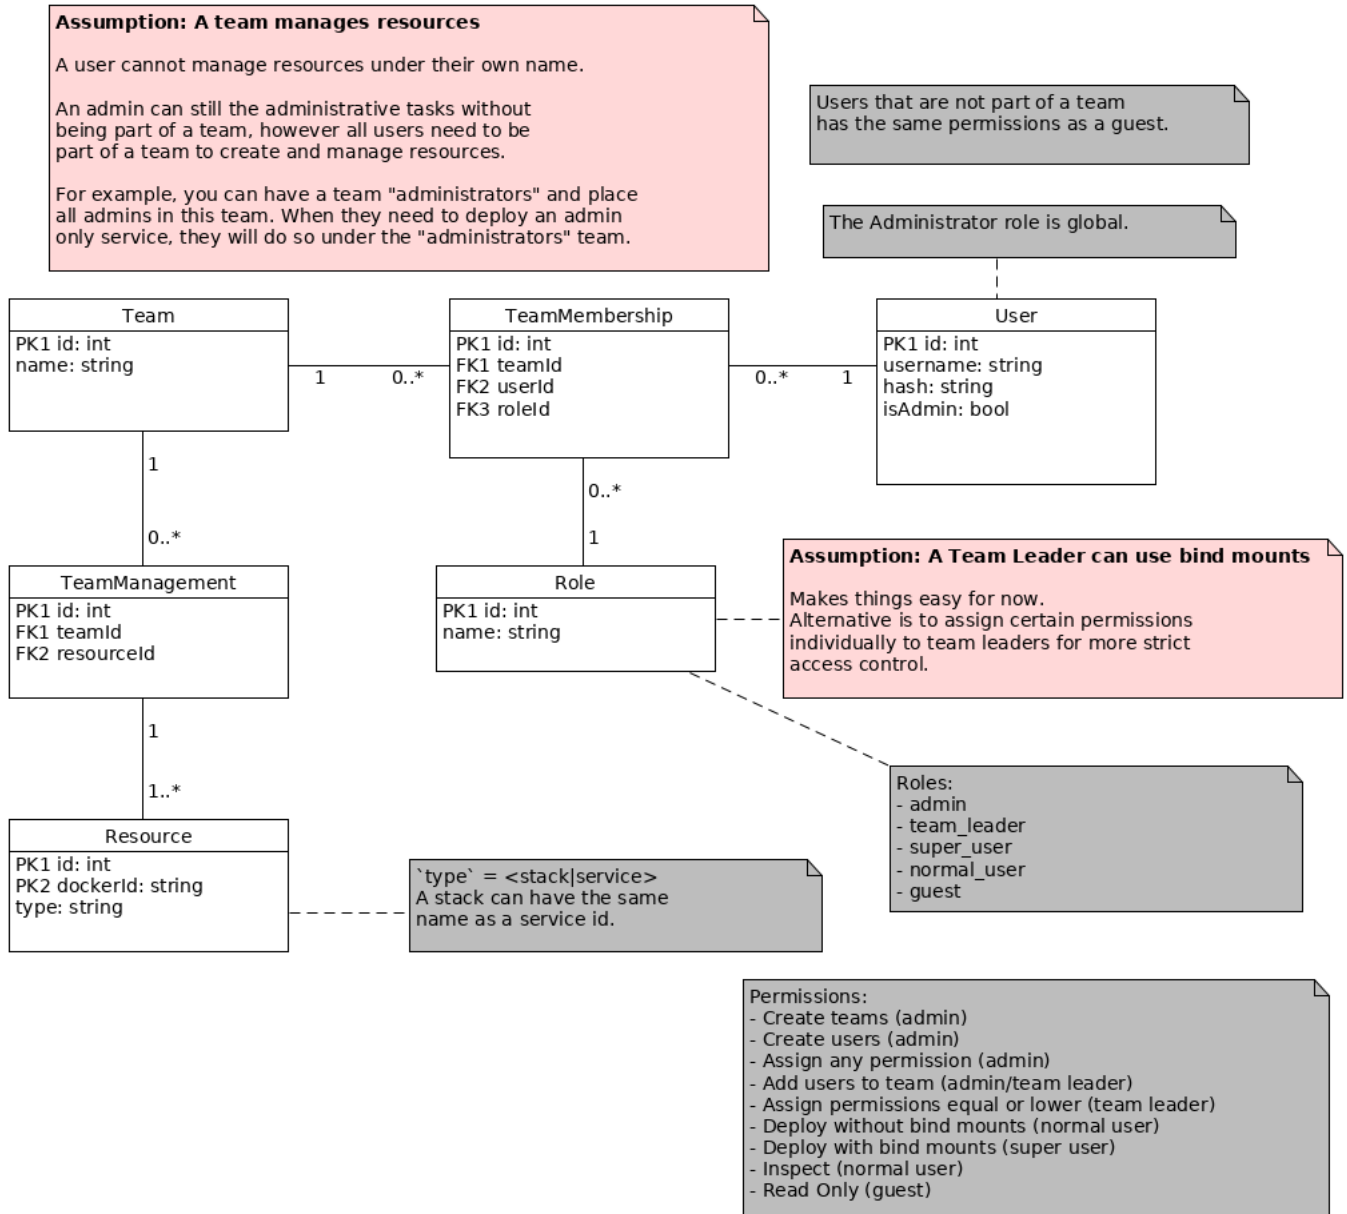 Assumption: A team manages resources
A user cannot manage resources under their own name.
An admin can still the administrative tasks without
being part of a team, however all users need to be
part of a team to create and manage resources.
For example, you can have a team "administrators" and place
all admins in this team. When they need to deploy an admin
only service, they will do so under the "administrators" team.
Users that are not part of a team
has the same permissions as a guest.
The Administrator role is global.
Team
PK1 id: int
name: string
1
0..*
TeamMembership
PK1 id: int
FK1 teamId
FK2 userId
FK3 roleId
0..*
1
User
PK1 id: int
username: string
hash: string
isAdmin: bool
1
0..*
0..*
1
TeamManagement
PK1 id: int
FK1 teamId
FK2 resourceId
Role
PK1 id: int
name: string
Assumption: A Team Leader can use bind mounts
Makes things easy for now.
Alternative is to assign certain permissions
individually to team leaders for more strict
access control.
1
1..*
Roles:
- admin
- team_leader
- super_user
- normal_user
- guest
Resource
PK1 id: int
PK2 dockerId: string
type: string
`type` = <stack|service>
A stack can have the same
name as a service id.
Permissions:
- Create teams (admin)
- Create users (admin)
- Assign any permission (admin)
- Add users to team (admin/team leader)
- Assign permissions equal or lower (team leader)
- Deploy without bind mounts (normal user)
- Deploy with bind mounts (super user)
- Inspect (normal user)
- Read Only (guest)